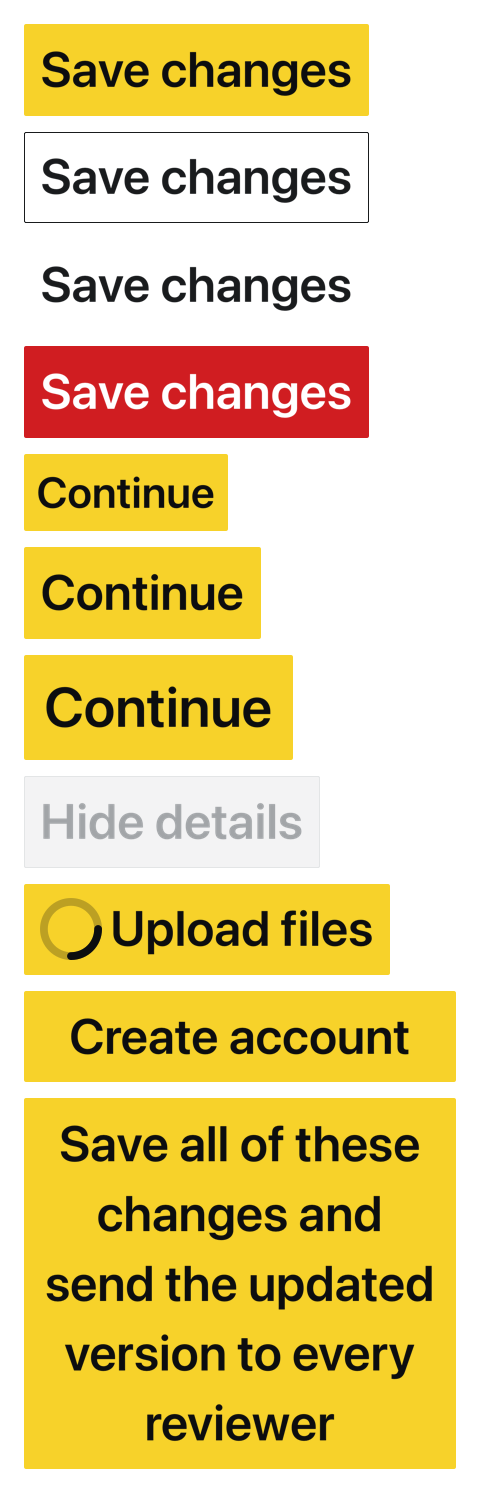 Save changes
Save changes
Save changes
Save changes
Continue
Continue
Continue
Hide details
Upload files
Create account
Save all of these
changes and
send the updated
version to every
reviewer